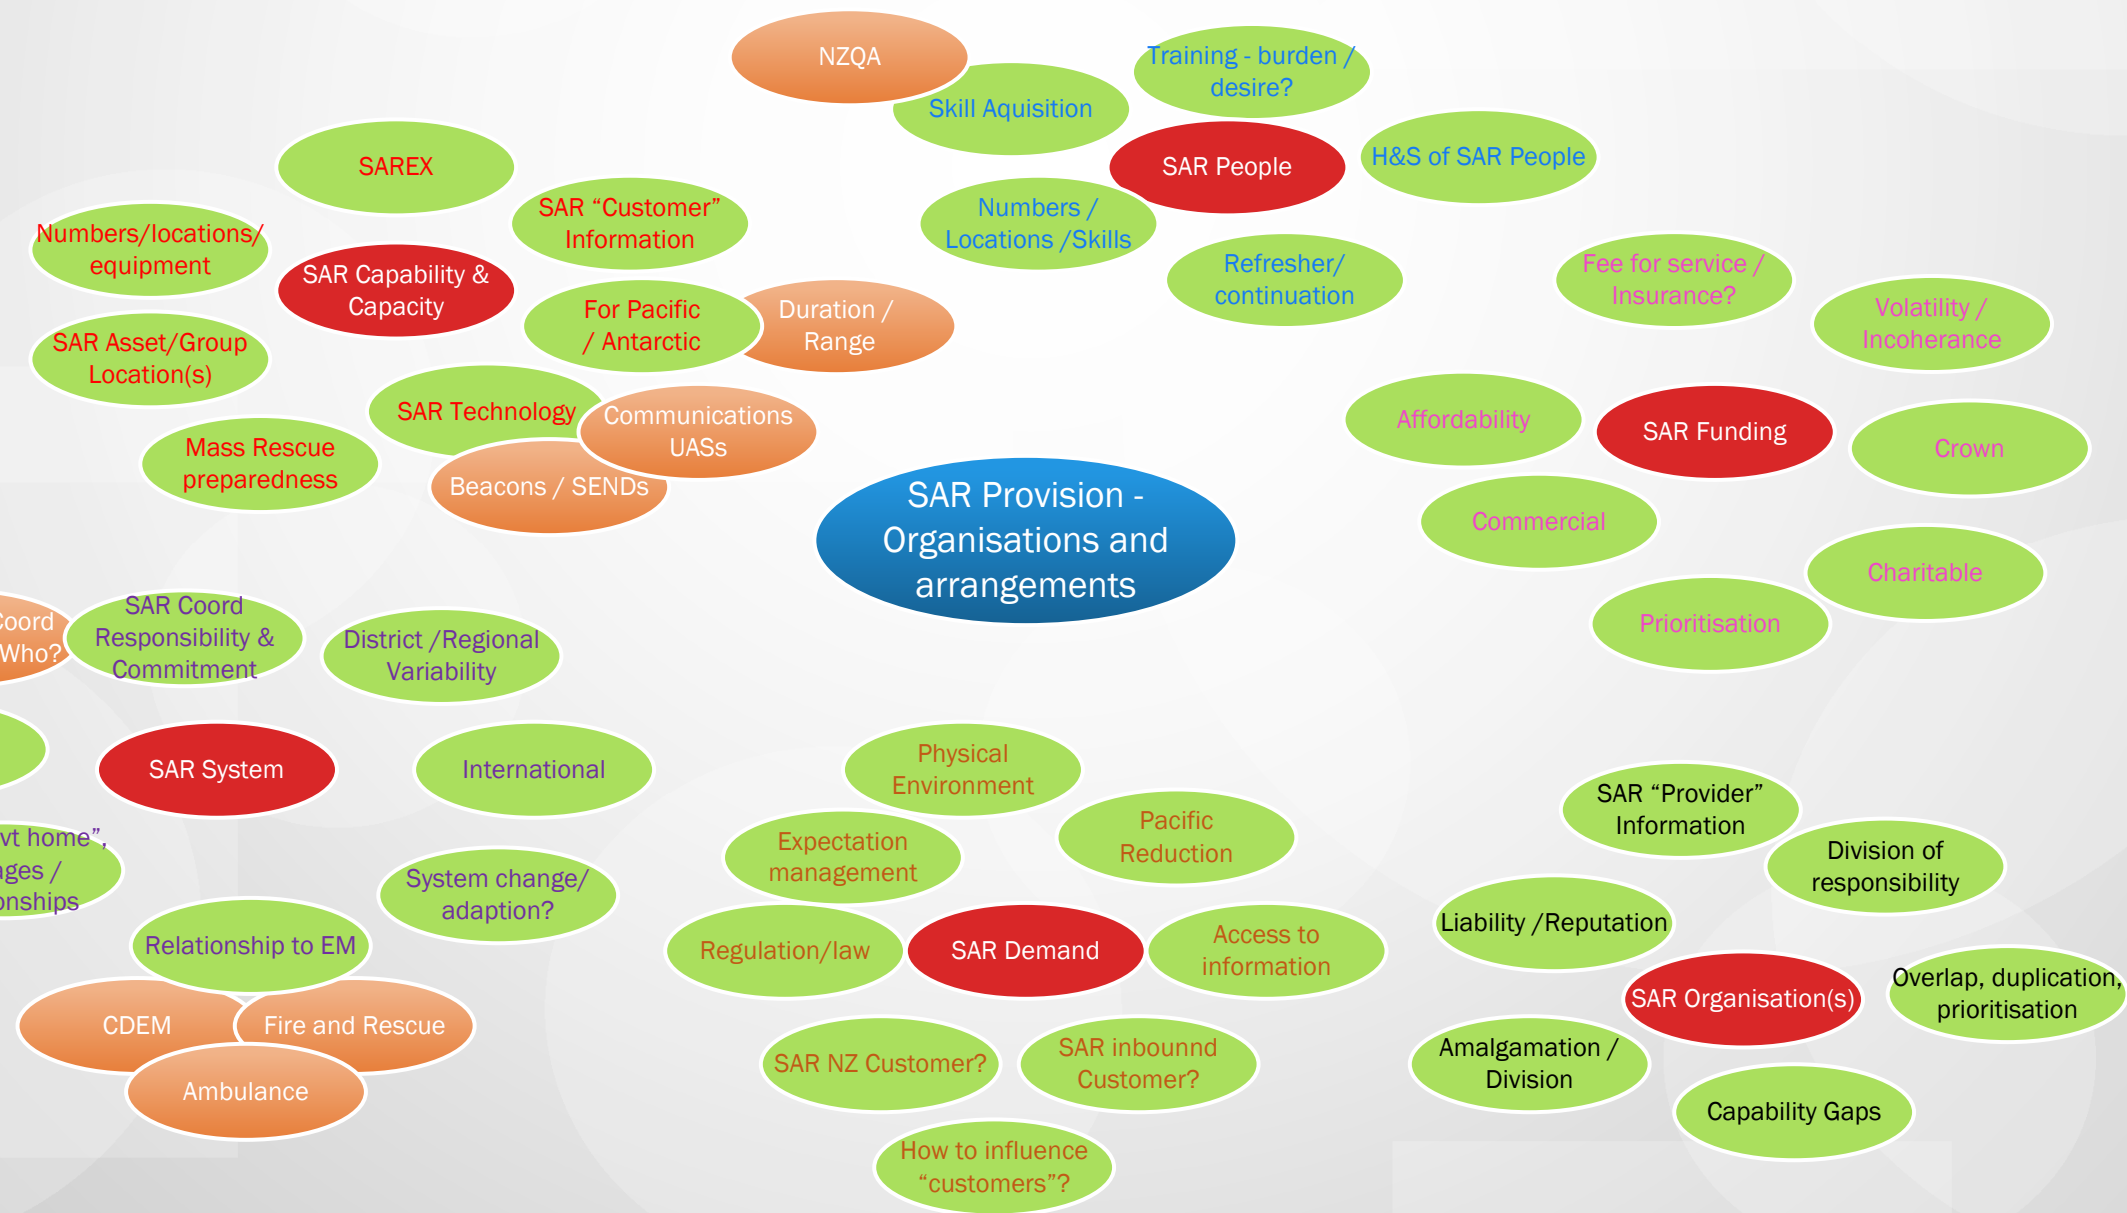 NZQA
Skill Aquisition
Training - burden /
desire?
SAR People
H&S of SAR People
Numbers /
Locations /Skills
Refresher/
continuation
SAREX
SAR “Customer”
Information
Numbers/locations/
equipment
SAR Capability &
Capacity
For Pacific
/ Antarctic
Duration /
Range
SAR Asset/Group
Location(s)
SAR Technology
Communications
UASs
Mass Rescue
preparedness
Beacons / SENDs
Fee for service /
Insurance?
Volatility /
Incoherance
Affordability
SAR Funding
Crown
Commercial
Charitable
Prioritisation
SAR Provision -
Organisations and
arrangements
Coord
Who?
SAR Coord
Responsibility &
Commitment
District /Regional
Variability
SAR System
International
vt home”,
ages /
onships
System change/
adaption?
Relationship to EM
CDEM
Fire and Rescue
Ambulance
Physical
Environment
Expectation
management
Pacific
Reduction
Regulation/law
SAR Demand
Access to
information
SAR NZ Customer?
SAR inbounnd
Customer?
How to influence
“customers”?
SAR “Provider”
Information
Division of
responsibility
Liability /Reputation
SAR Organisation(s)
Overlap, duplication,
prioritisation
Amalgamation /
Division
Capability Gaps